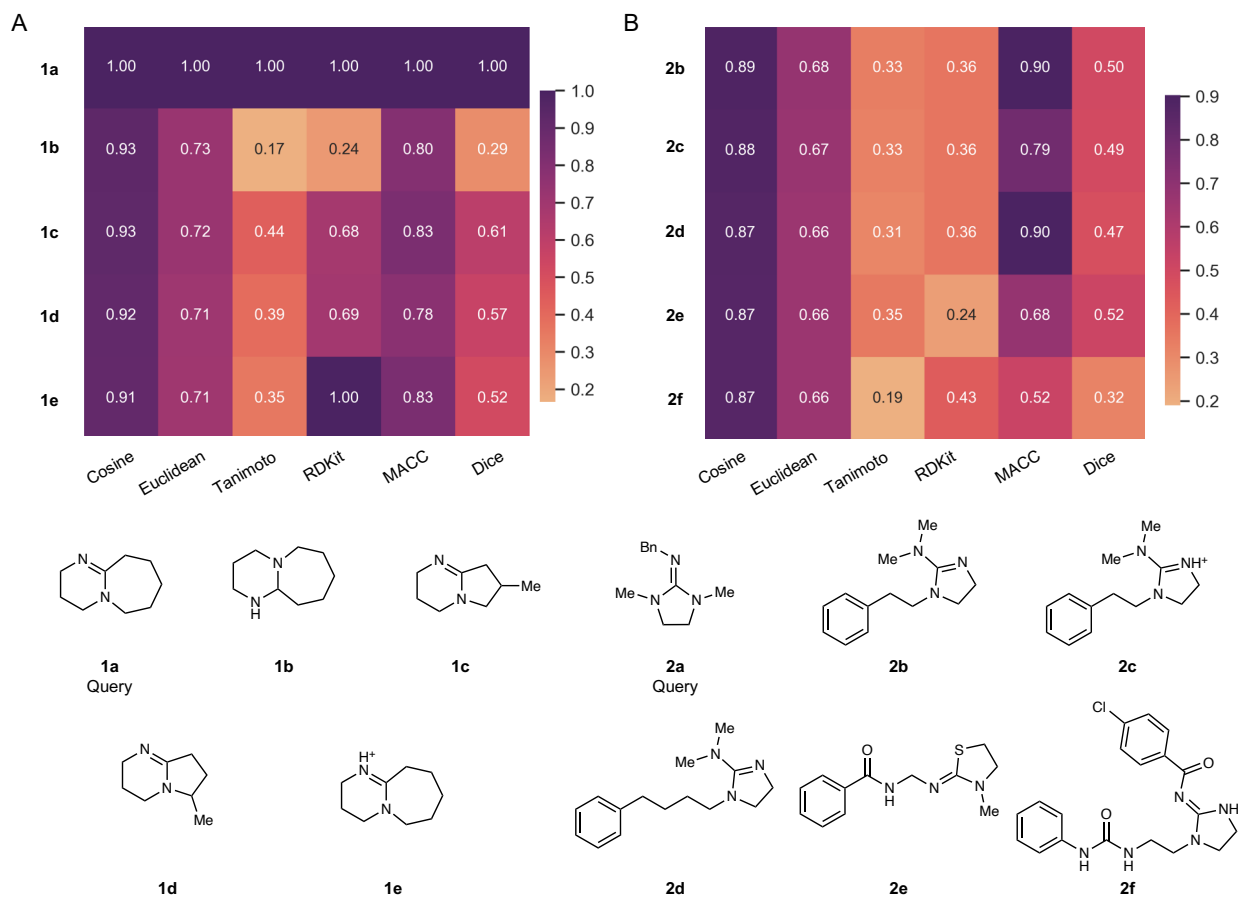 A
B
1a 1.00 1.00 1.00 1.00 1.00 1.00
1b 0.93 0.73 0.17 0.24 0.80 0.29
1c 0.93 0.72 0.44 0.68 0.83 0.61
1d 0.92 0.71 0.39 0.69 0.78 0.57
1e 0.91 0.71 0.35 1.00 0.83 0.52
Cosine Euclidean Tanimoto RDKit MACC Dice
1.0
0.9
0.8
0.7
0.6
0.5
0.4
0.3
0.2
2b 0.89 0.68 0.33 0.36 0.90 0.50
2c 0.88 0.67 0.33 0.36 0.79 0.49
2d 0.87 0.66 0.31 0.36 0.90 0.47
2e 0.87 0.66 0.35 0.24 0.68 0.52
2f 0.87 0.66 0.19 0.43 0.52 0.32
Cosine Euclidean Tanimoto RDKit MACC Dice
0.9
0.8
0.7
0.6
0.5
0.4
0.3
0.2
N
N
1a
Query
N
N
H
1b
N
N
Me
1c
Bn
N
Me N N Me
2a
Query
Me
Me N
N
N
2b
Me
Me N
NH+
N
2c
N
N
Me
1d
H+
N
N
1e
Me
Me N
N
N
2d
O
N
H
N
S
N
Me
2e
Cl
O
N
NH
N
O
N
H
N
H
2f